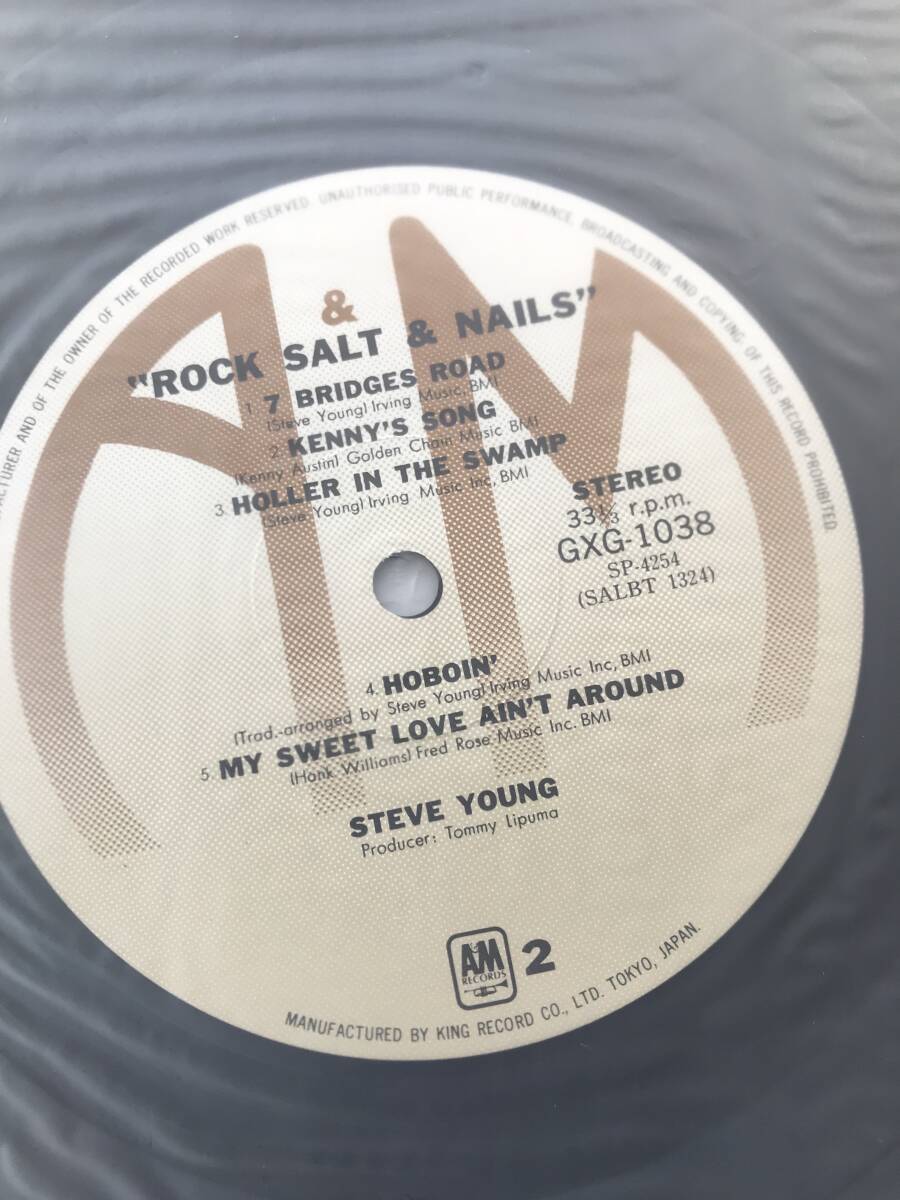 MANUFACTURER AND OF THE OWNER OF THE RECORDED WORK RESERVED. UNAUTHORISED PUBLIC PERFORMANCE, BROADCASTING AND COPYING OF THIS RECORD PROHIBITED.
&
"ROCK SALT & NAILS"
1. 7 BRIDGES ROAD
(Steve Young) Irving Music, BMI
2. KENNY'S SONG
(Kenny Austin) Golden Chain Music BMI
3 HOLLER IN THE SWAMP
(Steve Young) Irving Music Inc, BMI
STEREO
33⅓ r.p.m.
GXG-1038
SP-4254
(SALBT 1324)
4. HOBOIN'
(Trad.-arranged by Steve Young) Irving Music Inc, BMI
5. MY SWEET LOVE AIN'T AROUND
(Hank Williams) Fred Rose Music Inc. BMI
STEVE YOUNG
Producer: Tommy Lipuma
A&M
RECORDS
2
MANUFACTURED BY KING RECORD CO., LTD. TOKYO, JAPAN.